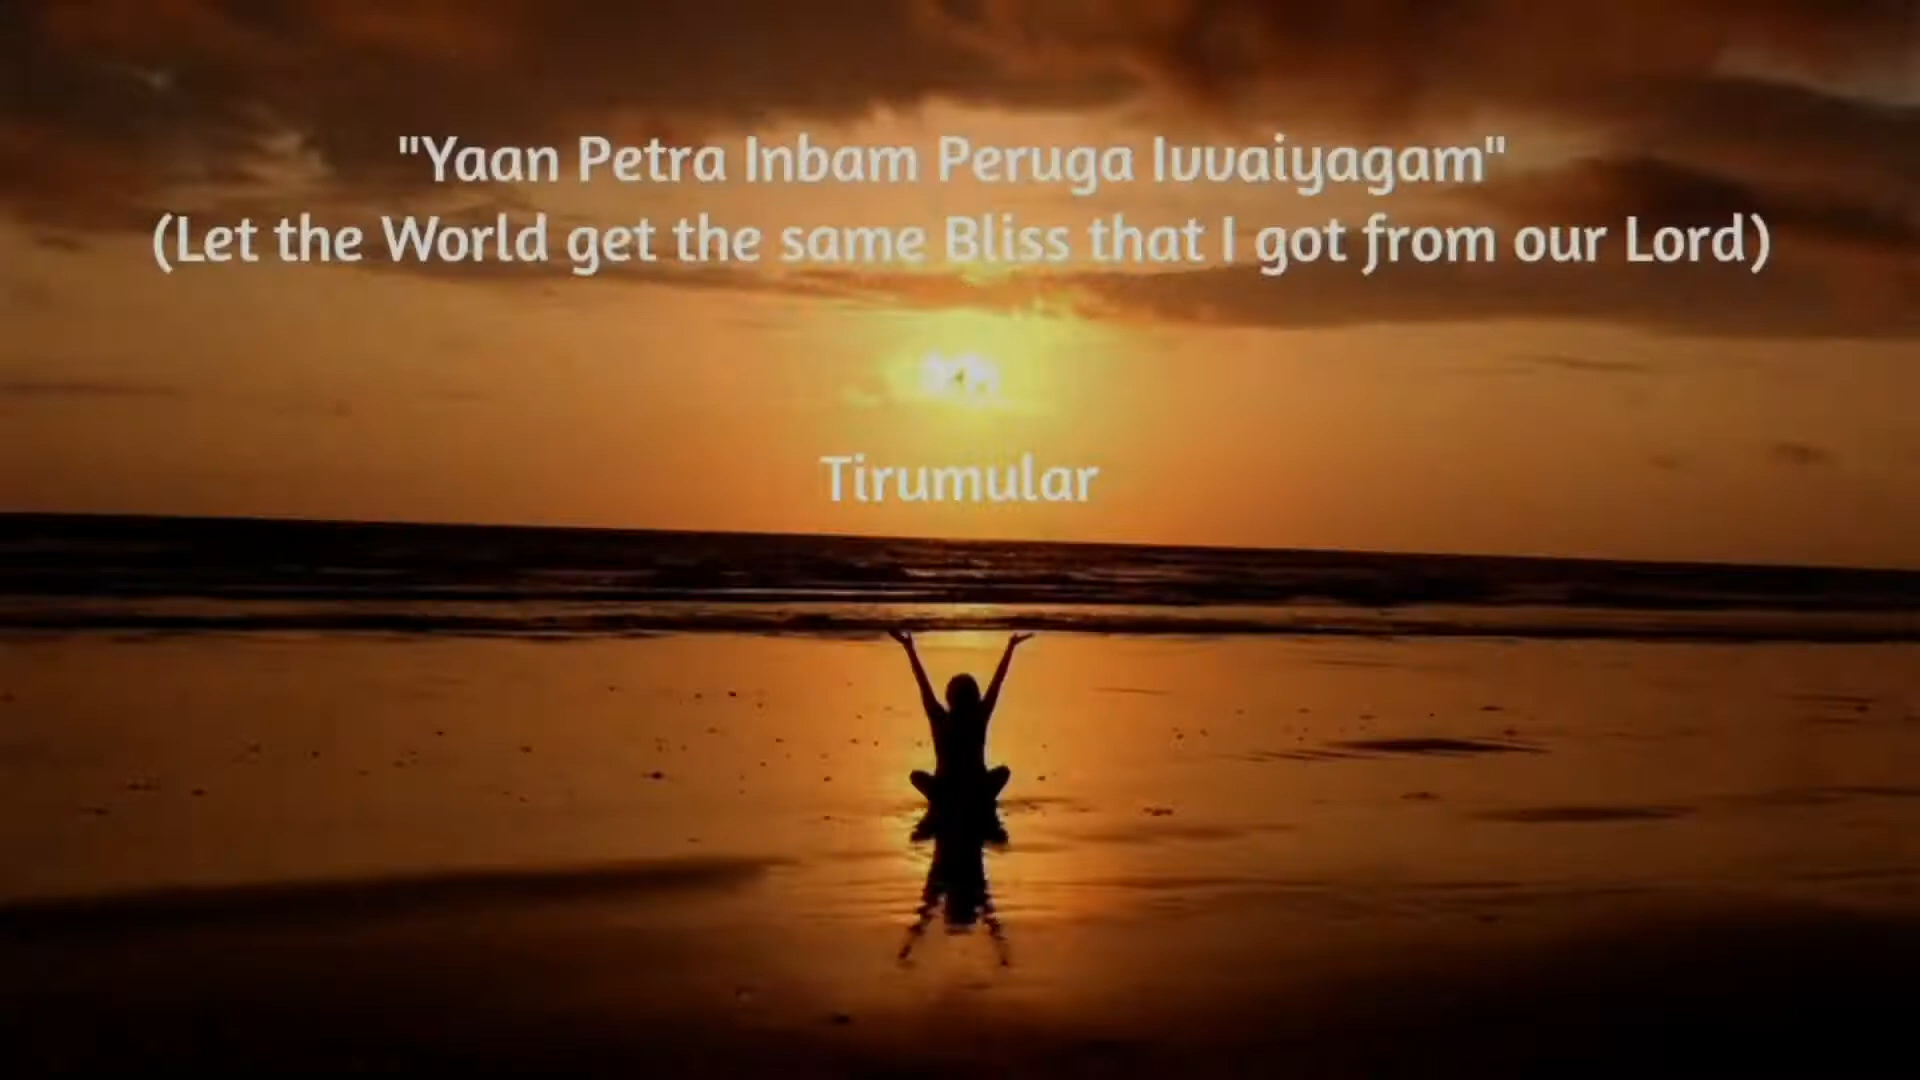 "Yaan Petra Inbam Peruga Ivvaiyagam"
(Let the World get the same Bliss that I got from our Lord)
Tirumular